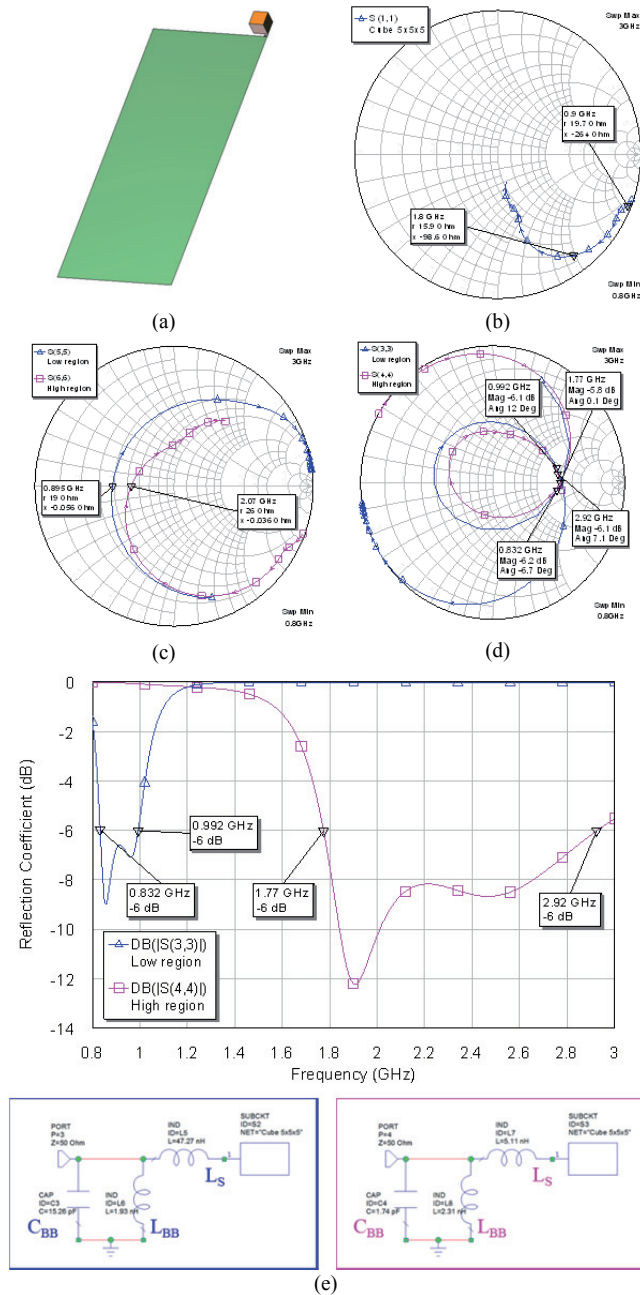 (a)
S(1,1)
Cube 5x5x5
Swp Max
3GHz
0.9 GHz
r 19.7 Ohm
x -264 Ohm
1.8 GHz
r 15.9 Ohm
x -98.6 Ohm
Swp Min
0.8GHz
(b)
S(5,5)
Low region
S(6,6)
High region
Swp Max
3GHz
0.895 GHz
r 19 Ohm
x -0.056 Ohm
2.07 GHz
r 26 Ohm
x -0.036 Ohm
Swp Min
0.8GHz
(c)
S(3,3)
Low region
S(4,4)
High region
Swp Max
3GHz
0.992 GHz
Mag -6.1 dB
Ang 12 Deg
1.77 GHz
Mag -5.8 dB
Ang 0.1 Deg
0.832 GHz
Mag -6.2 dB
Ang -6.7 Deg
2.92 GHz
Mag -6.1 dB
Ang 7.1 Deg
Swp Min
0.8GHz
(d)
Reflection Coefficient (dB)
0
-2
-4
-6
-8
-10
-12
-14
0.832 GHz
-6 dB
0.992 GHz
-6 dB
1.77 GHz
-6 dB
2.92 GHz
-6 dB
DB(|S(3,3)|)
Low region
DB(|S(4,4)|)
High region
0.8 1 1.2 1.4 1.6 1.8 2 2.2 2.4 2.6 2.8 3
Frequency (GHz)
PORT
P=3
Z=50 Ohm
IND
ID=L5
L=47.27 nH
SUBCKT
ID=S2
NET="Cube 5x5x5"
1
LS
CAP
ID=C3
C=15.26 pF
IND
ID=L6
L=1.93 nH
CBB
LBB
PORT
P=4
Z=50 Ohm
IND
ID=L7
L=5.11 nH
SUBCKT
ID=S3
NET="Cube 5x5x5"
1
LS
CAP
ID=C4
C=1.74 pF
IND
ID=L8
L=2.31 nH
CBB
LBB
(e)